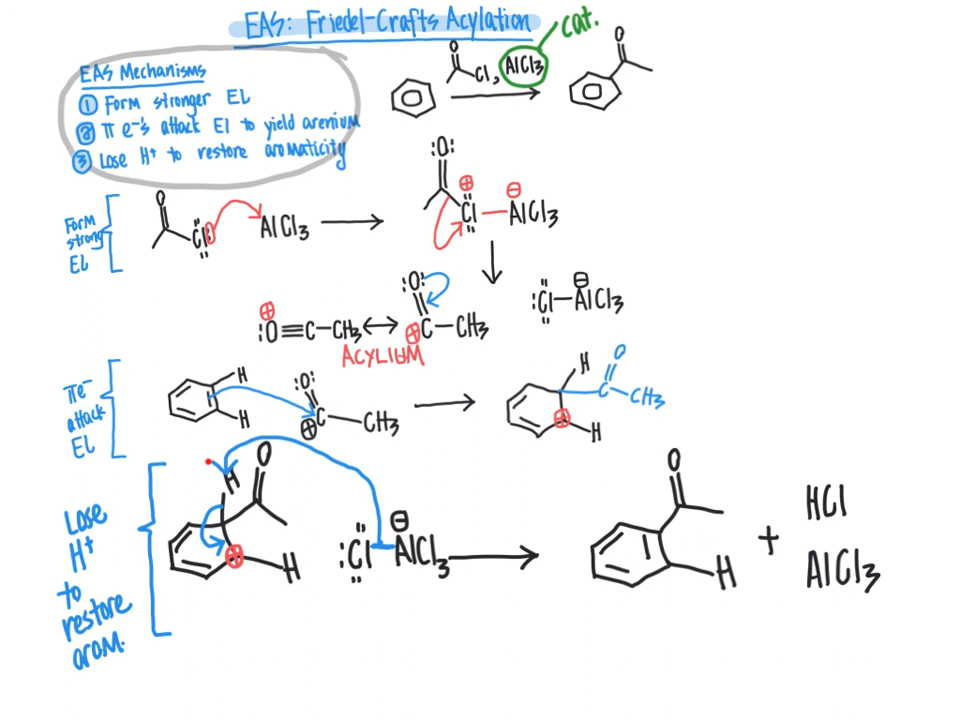 EAS: Friedel-Crafts Acylation
cat.
O
Cl, AlCl3
O
EAS Mechanisms
① Form stronger El
② π e⁻'s attack El to yield arenium
③ Lose H⁺ to restore aromaticity
Form
strong
El
O
Cl
AlCl3
:O:
⊕
Cl
⊖
AlCl3
⊕
:O≡C-CH3
↔
:O:
⊕C-CH3
ACYLIUM
:Cl-AlCl3
⊖
πe⁻
attack
El
H
H
:O:
⊕C
CH3
H
O
C
CH3
⊕
H
Lose
H⁺
to
restore
arom.
H
O
⊕
H
:Cl-AlCl3
⊖
O
H
+
HCl
AlCl3